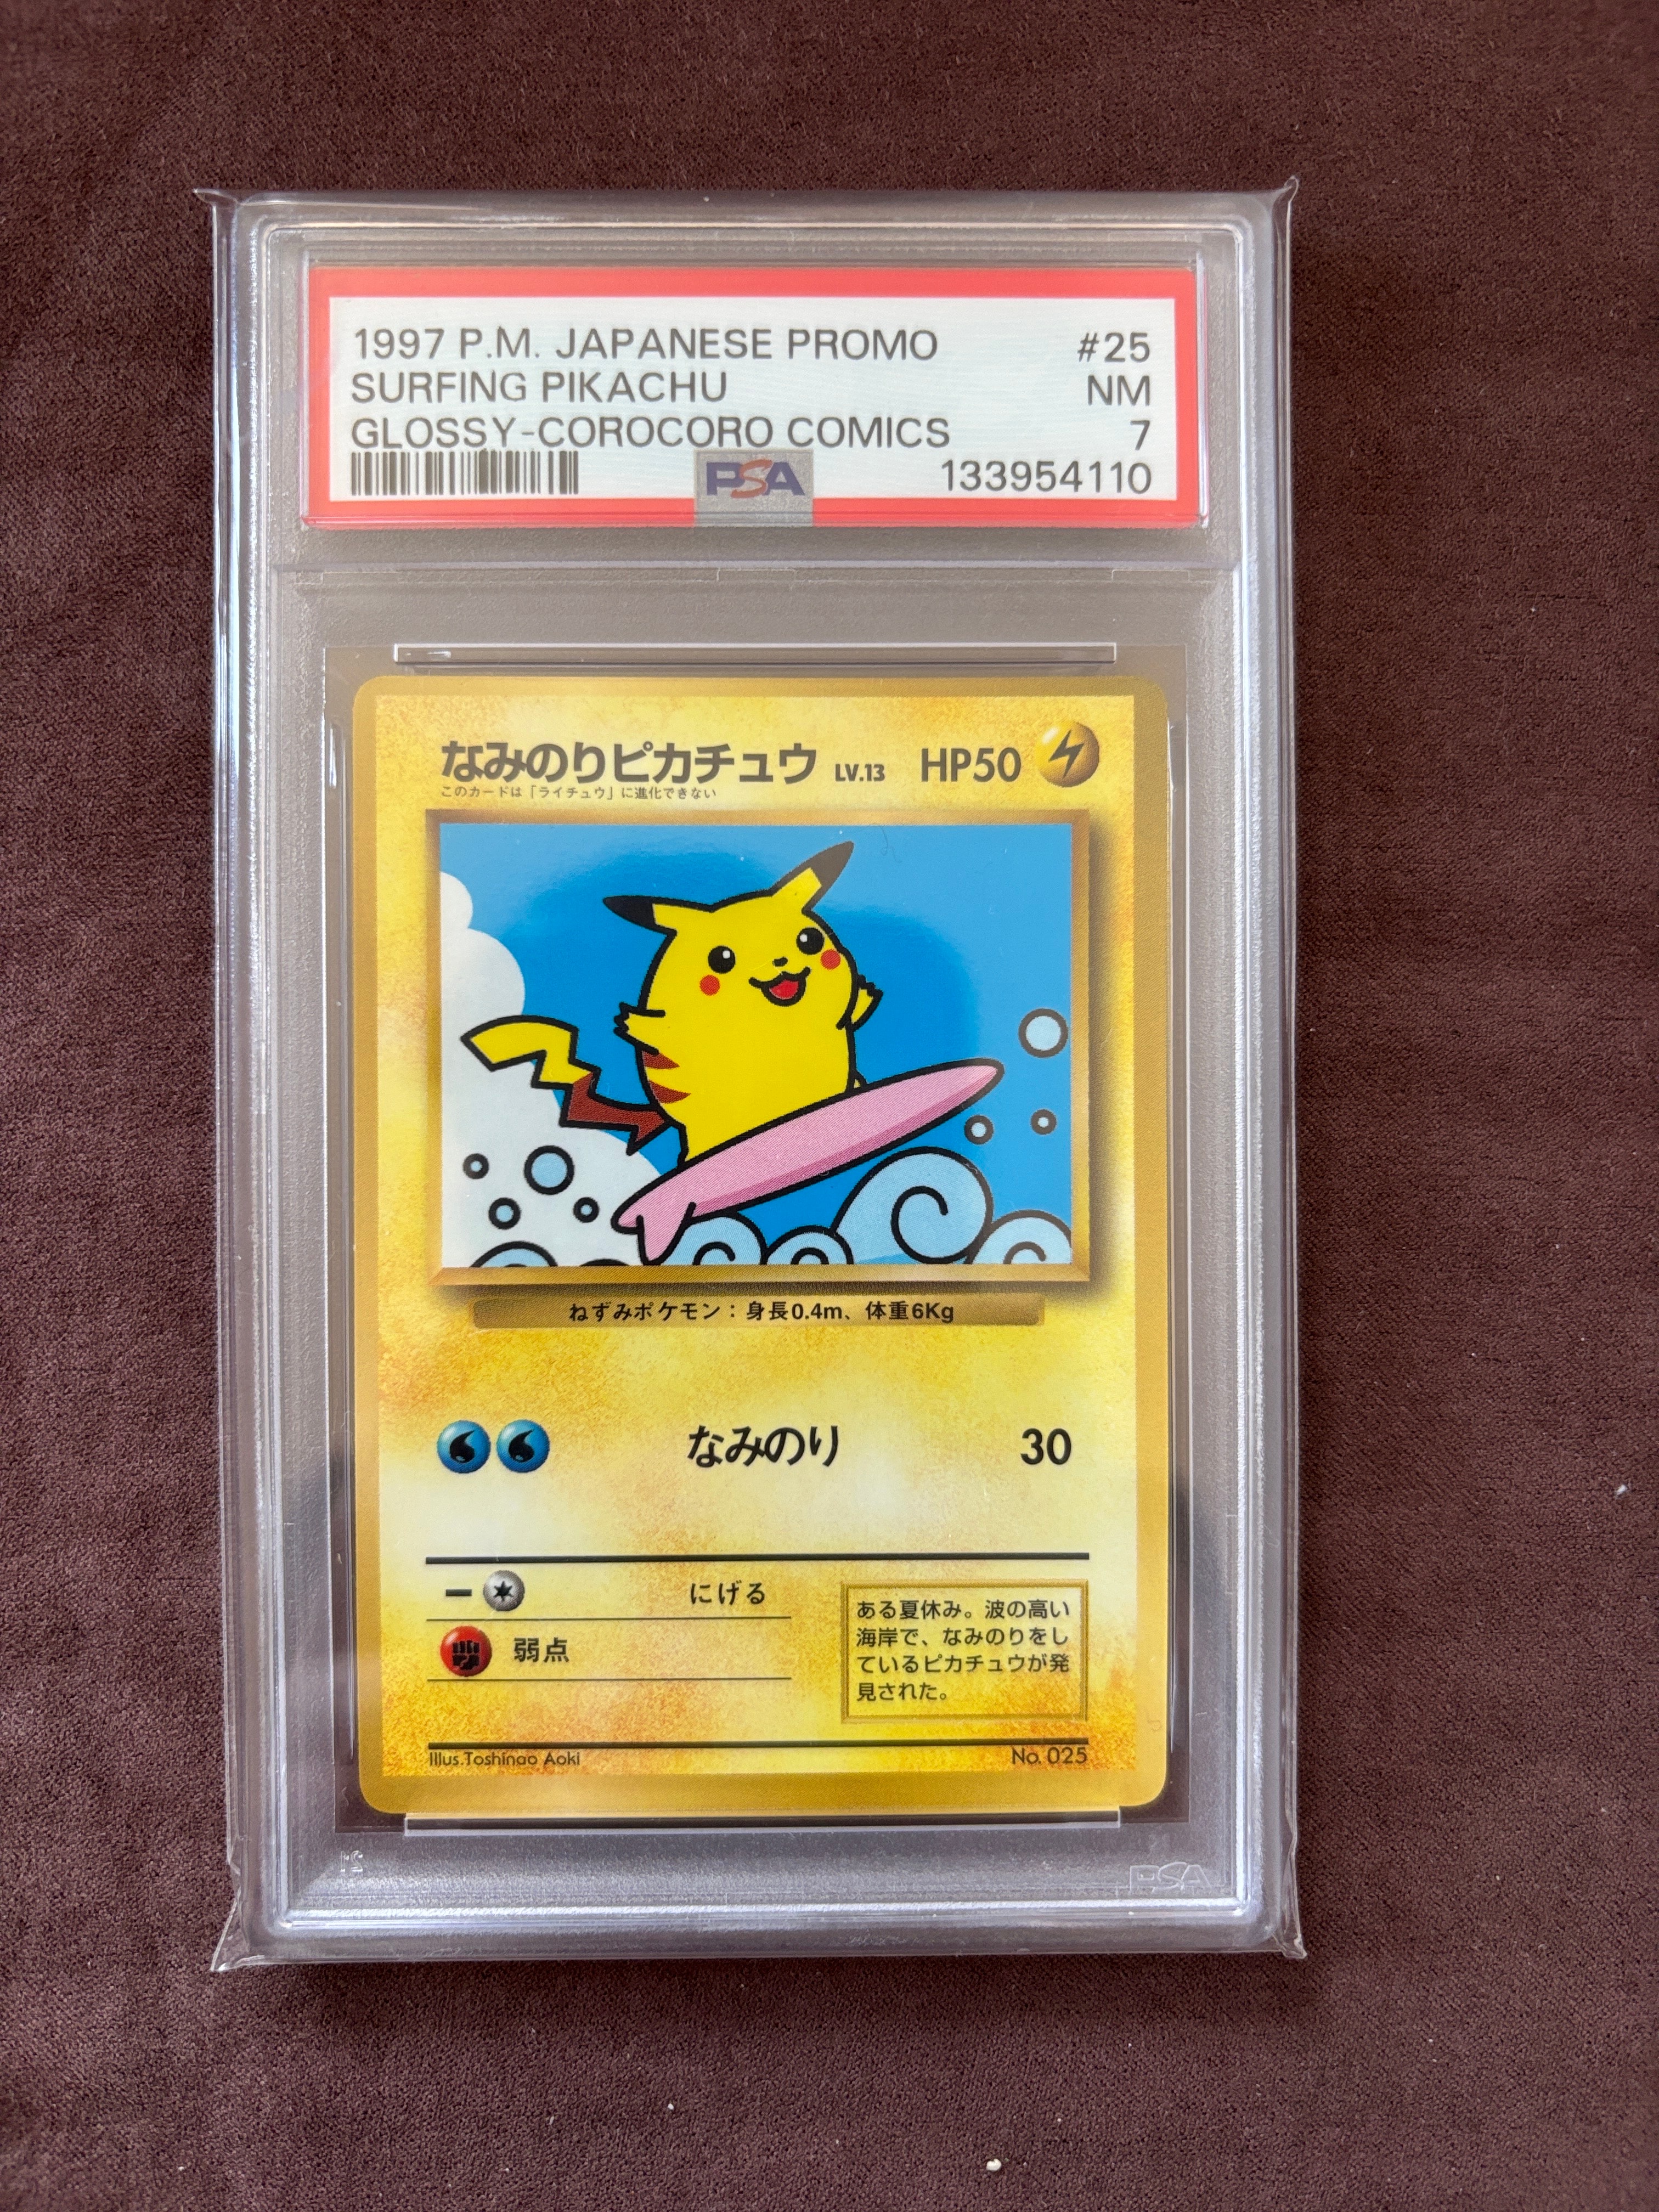 1997 P.M. JAPANESE PROMO #25
SURFING PIKACHU NM
GLOSSY-COROCORO COMICS 7
PSA 133954110
なみのりピカチュウ LV.13 HP50
このカードは「ライチュウ」に進化できない
ねずみポケモン：身長0.4m、体重6Kg
なみのり 30
にげる
弱点
ある夏休み。波の高い
海岸で、なみのりをし
ているピカチュウが発
見された。
Illus.Toshinao Aoki No. 025
PSA